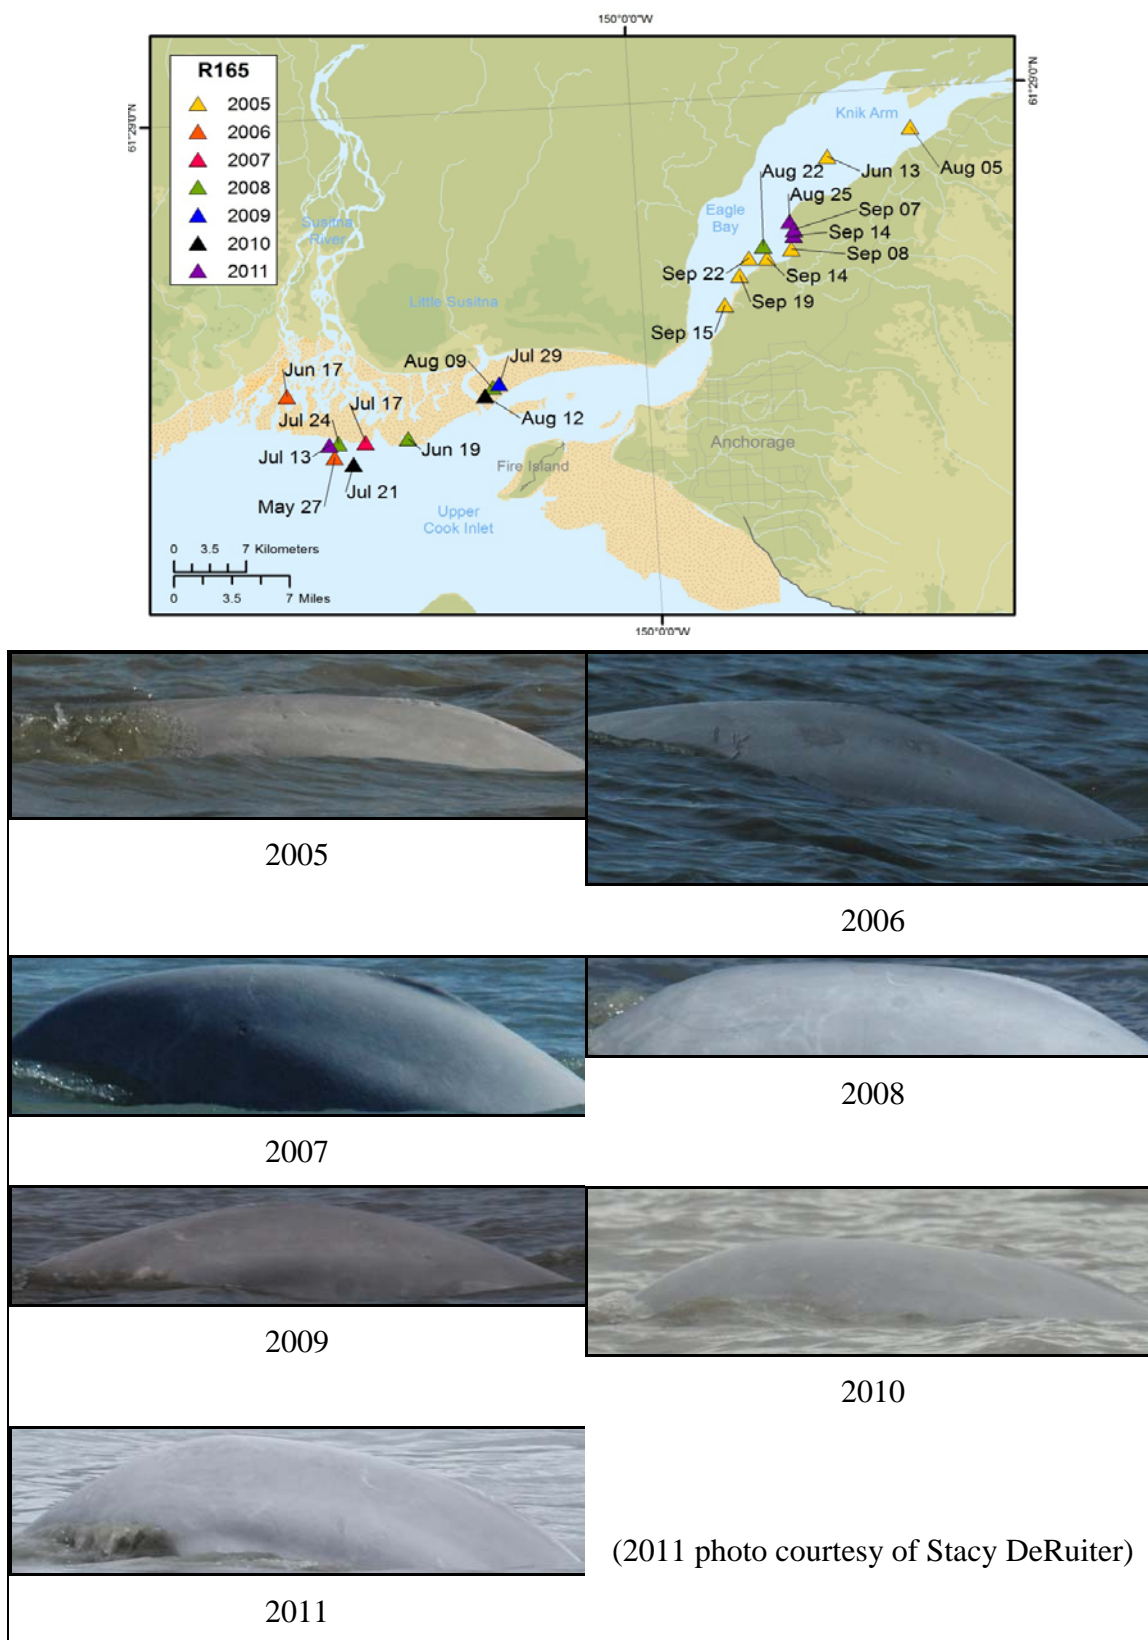 150°0'0"W
R165
2005
2006
2007
2008
2009
2010
2011
61°29'0"N
61°29'0"N
Knik Arm
Aug 22
Jun 13
Aug 05
Aug 25
Sep 07
Sep 14
Sep 08
Eagle
Bay
Sep 22
Sep 14
Sep 19
Sep 15
Susitna
River
Little Susitna
Jun 17
Aug 09
Jul 29
Jul 24
Jul 17
Aug 12
Jun 19
Jul 13
Jul 21
May 27
Anchorage
Fire Island
Upper
Cook Inlet
0 3.5 7 Kilometers
0 3.5 7 Miles
150°0'0"W
2005
2006
2007
2008
2009
2010
(2011 photo courtesy of Stacy DeRuiter)
2011